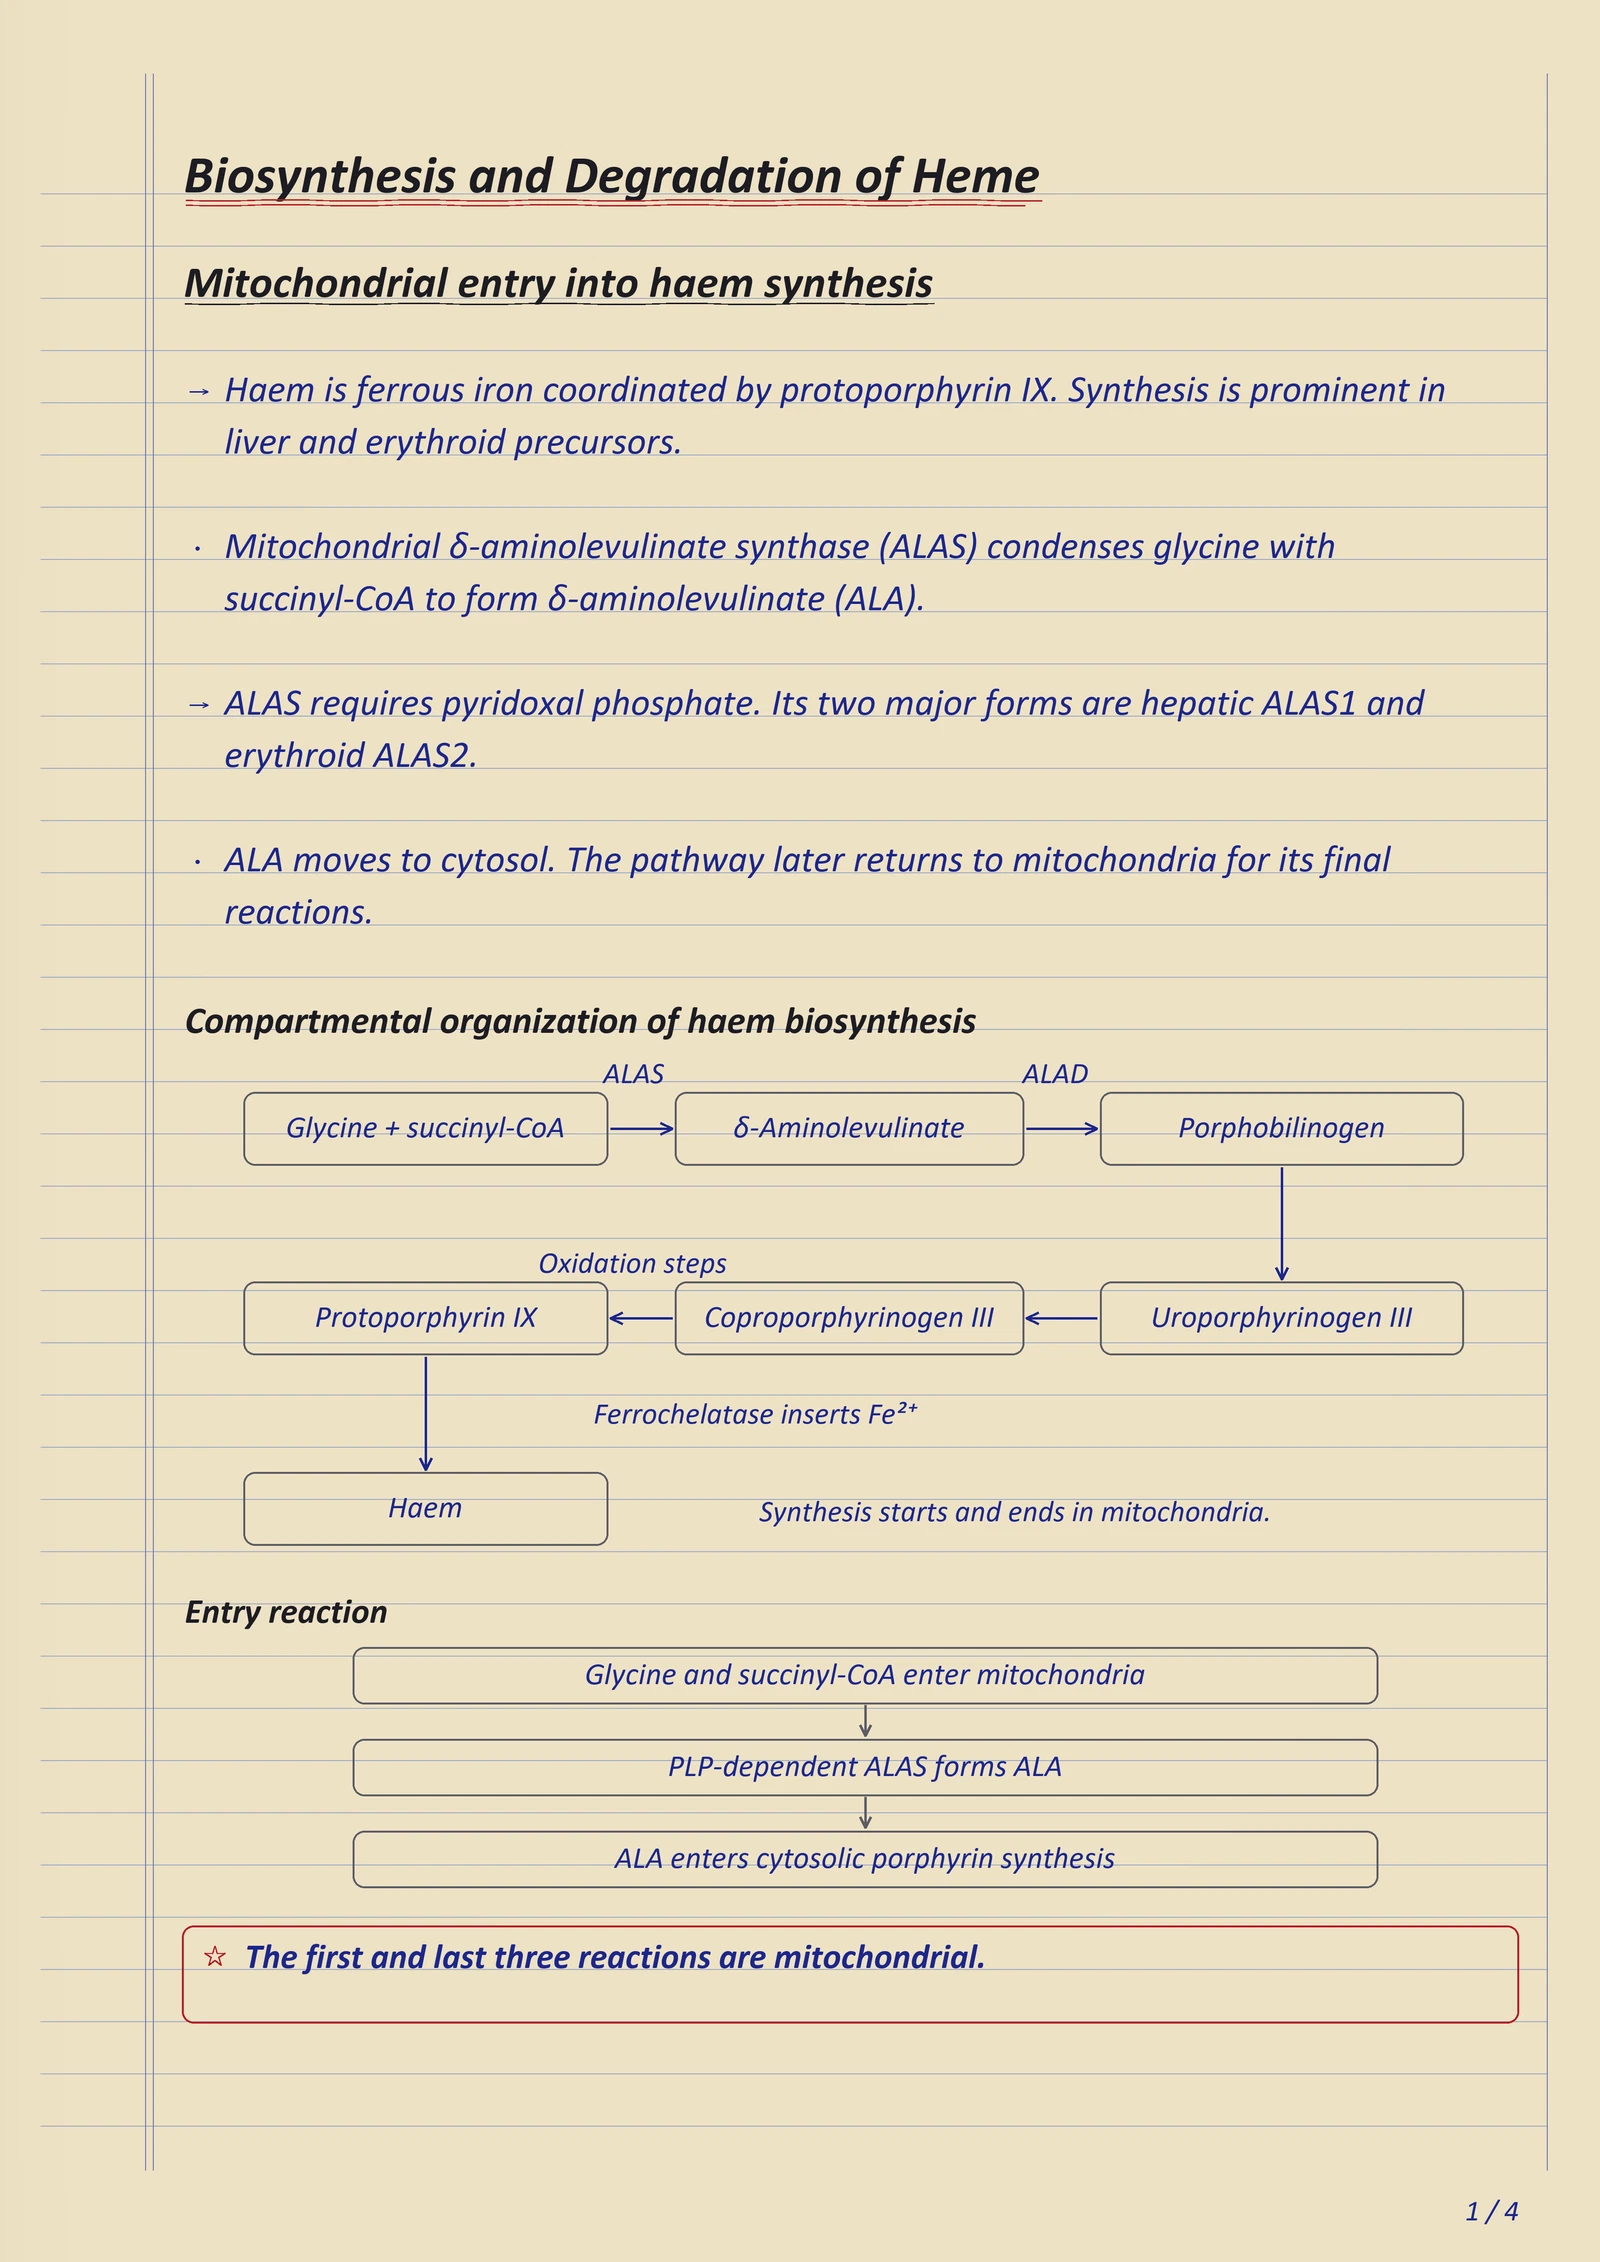 Biosynthesis and Degradation of Heme
Mitochondrial entry into haem synthesis
→ Haem is ferrous iron coordinated by protoporphyrin IX. Synthesis is prominent in
liver and erythroid precursors.
· Mitochondrial δ-aminolevulinate synthase (ALAS) condenses glycine with
succinyl-CoA to form δ-aminolevulinate (ALA).
→ ALAS requires pyridoxal phosphate. Its two major forms are hepatic ALAS1 and
erythroid ALAS2.
· ALA moves to cytosol. The pathway later returns to mitochondria for its final
reactions.
Compartmental organization of haem biosynthesis
ALAS ALAD
Glycine + succinyl-CoA → δ-Aminolevulinate → Porphobilinogen
Oxidation steps
Protoporphyrin IX ← Coproporphyrinogen III ← Uroporphyrinogen III
Ferrochelatase inserts Fe²⁺
Haem Synthesis starts and ends in mitochondria.
Entry reaction
Glycine and succinyl-CoA enter mitochondria
PLP-dependent ALAS forms ALA
ALA enters cytosolic porphyrin synthesis
☆ The first and last three reactions are mitochondrial.
1 / 4